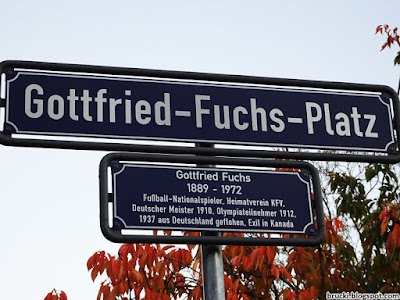 Gottfried-Fuchs-Platz
Gottfried Fuchs
1889 - 1972
Fußball-Nationalspieler, Heimatverein KFV.
Deutscher Meister 1910, Olympiateilnehmer 1912.
1937 aus Deutschland geflohen, Exil in Kanada
brucki.blogspot.com